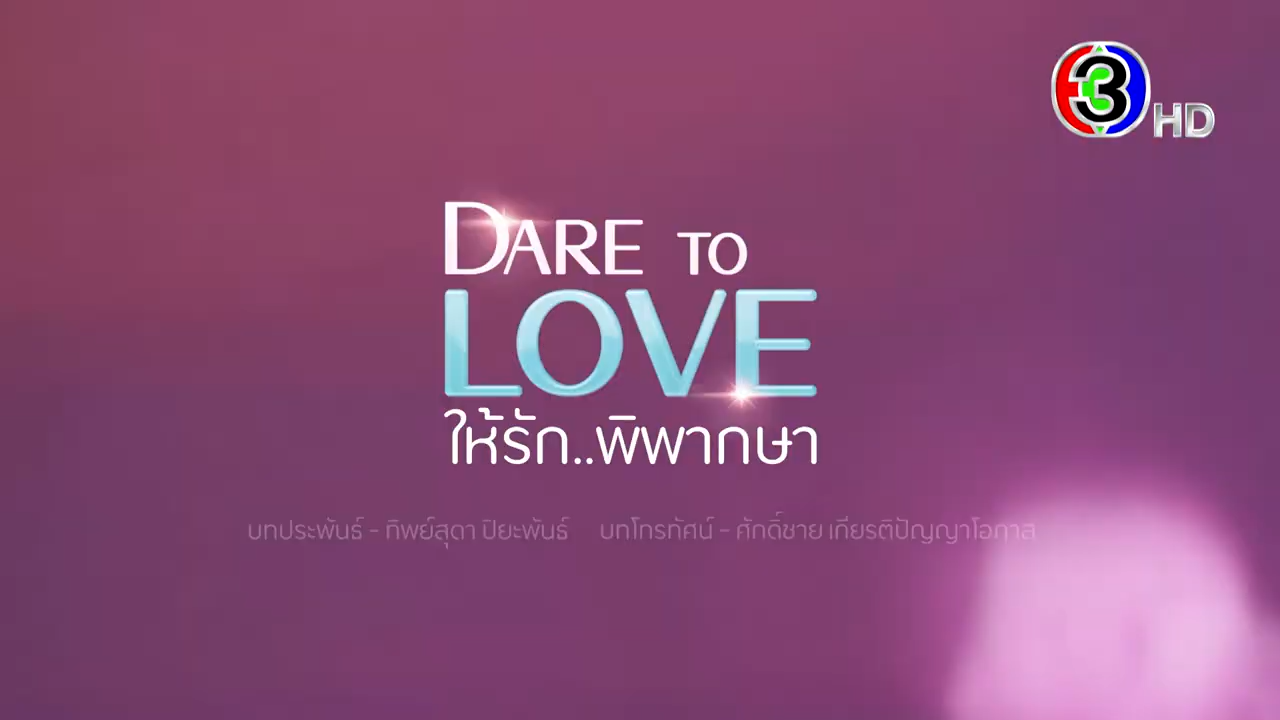 3 HD
DARE TO
LOVE
ให้รัก..พิพากษา
บทประพันธ์ - ทิพย์สุดา ปิยะพันธ์ บทโทรทัศน์ - ศักดิ์ชาย เกียรติปัญญาโอภาส